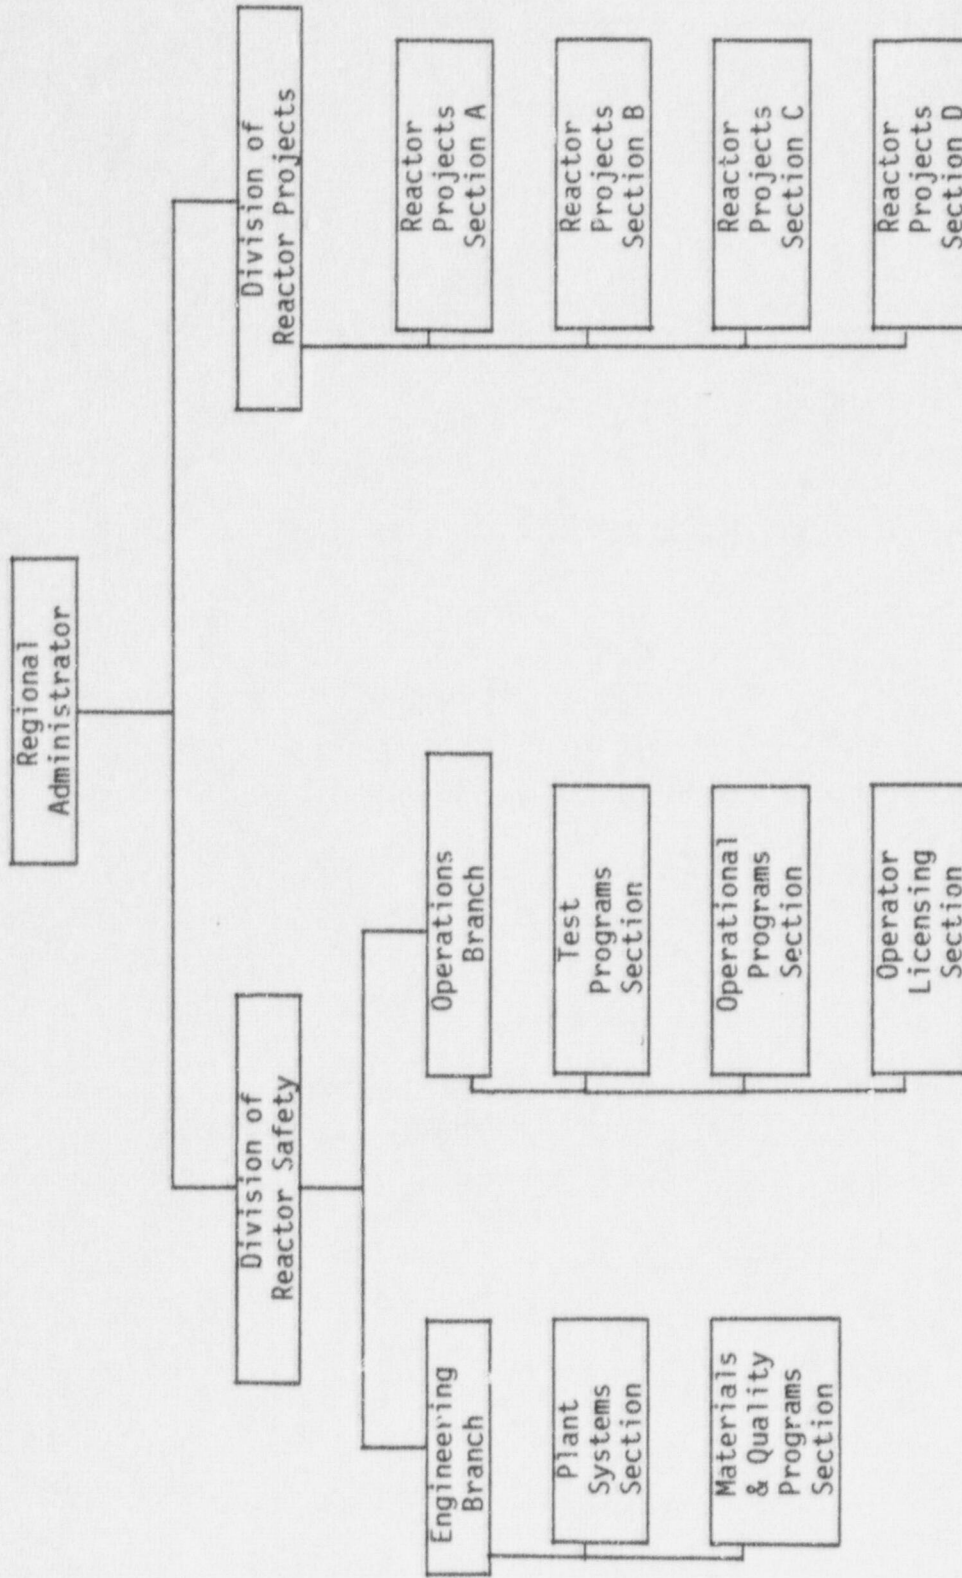 Regional
Administrator
Division of
Reactor Safety
Division of
Reactor Projects
Engineering
Branch
Plant
Systems
Section
Materials
& Quality
Programs
Section
Operations
Branch
Test
Programs
Section
Operational
Programs
Section
Operator
Licensing
Section
Reactor
Projects
Section A
Reactor
Projects
Section B
Reactor
Projects
Section C
Reactor
Projects
Section D